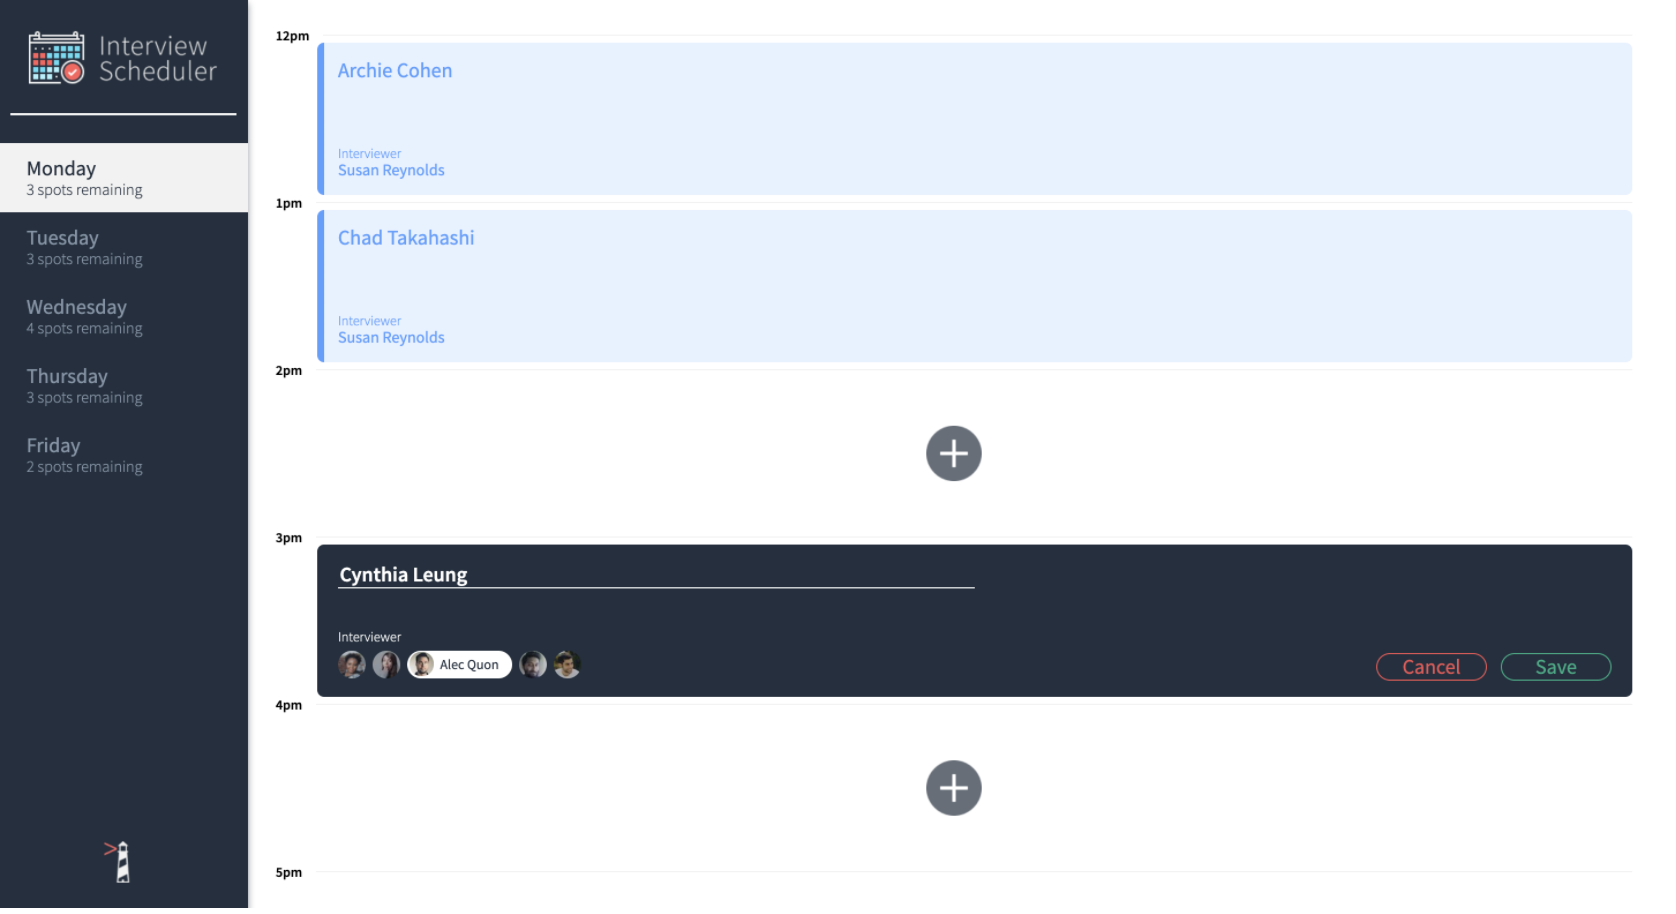 Interview
Scheduler
Monday
3 spots remaining
Tuesday
3 spots remaining
Wednesday
4 spots remaining
Thursday
3 spots remaining
Friday
2 spots remaining
12pm
Archie Cohen
Interviewer
Susan Reynolds
1pm
Chad Takahashi
Interviewer
Susan Reynolds
2pm
3pm
Cynthia Leung
Interviewer
Alec Quon
Cancel
Save
4pm
5pm